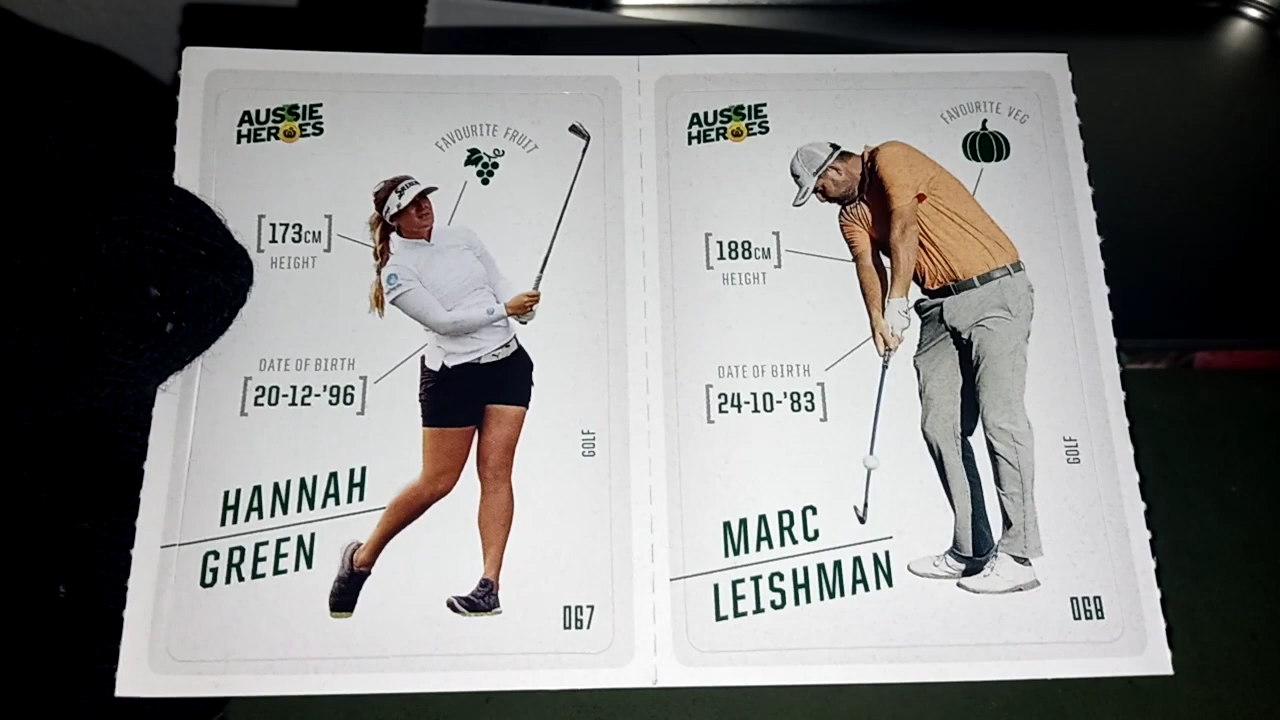 AUSSIE
HEROES
FAVOURITE FRUIT
SRIXON
[173CM]
HEIGHT
DATE OF BIRTH
[20-12-'96]
GOLF
HANNAH
GREEN
067
AUSSIE
HEROES
FAVOURITE VEG
[188CM]
HEIGHT
DATE OF BIRTH
[24-10-'83]
GOLF
MARC
LEISHMAN
068